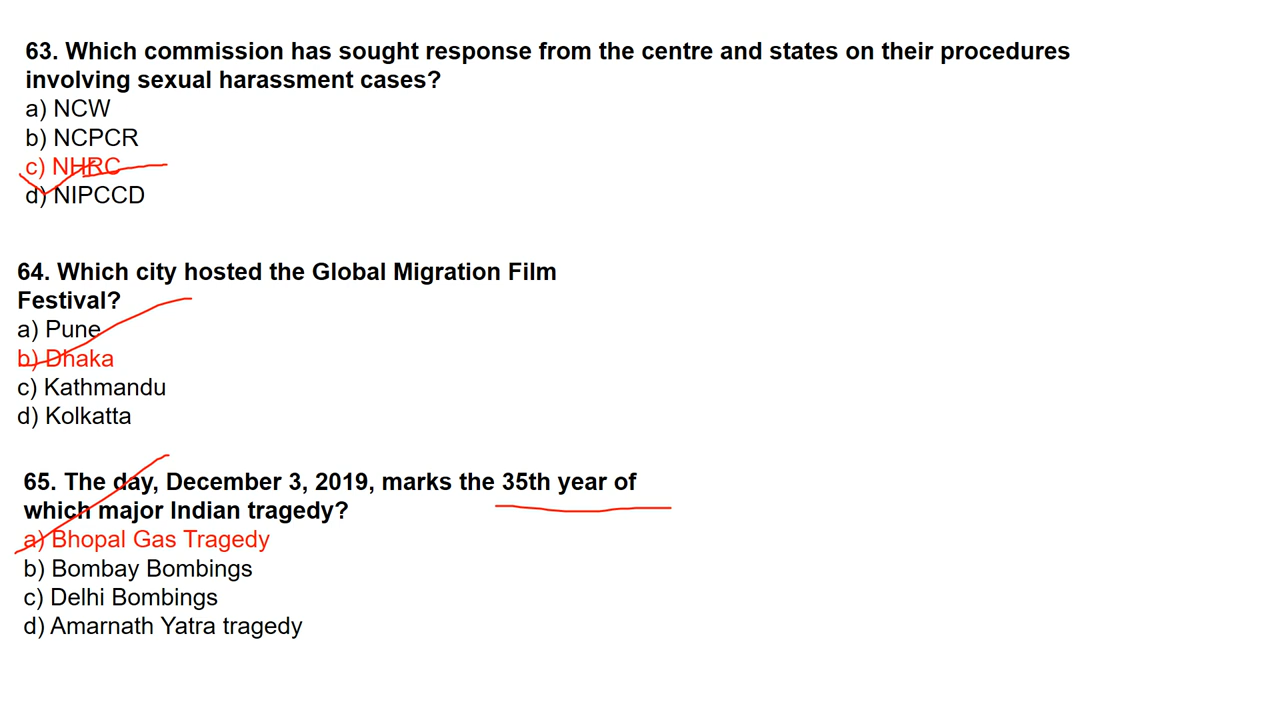 63. Which commission has sought response from the centre and states on their procedures
involving sexual harassment cases?
a) NCW
b) NCPCR
c) NHRC
d) NIPCCD
64. Which city hosted the Global Migration Film
Festival?
a) Pune
b) Dhaka
c) Kathmandu
d) Kolkatta
65. The day, December 3, 2019, marks the 35th year of
which major Indian tragedy?
a) Bhopal Gas Tragedy
b) Bombay Bombings
c) Delhi Bombings
d) Amarnath Yatra tragedy